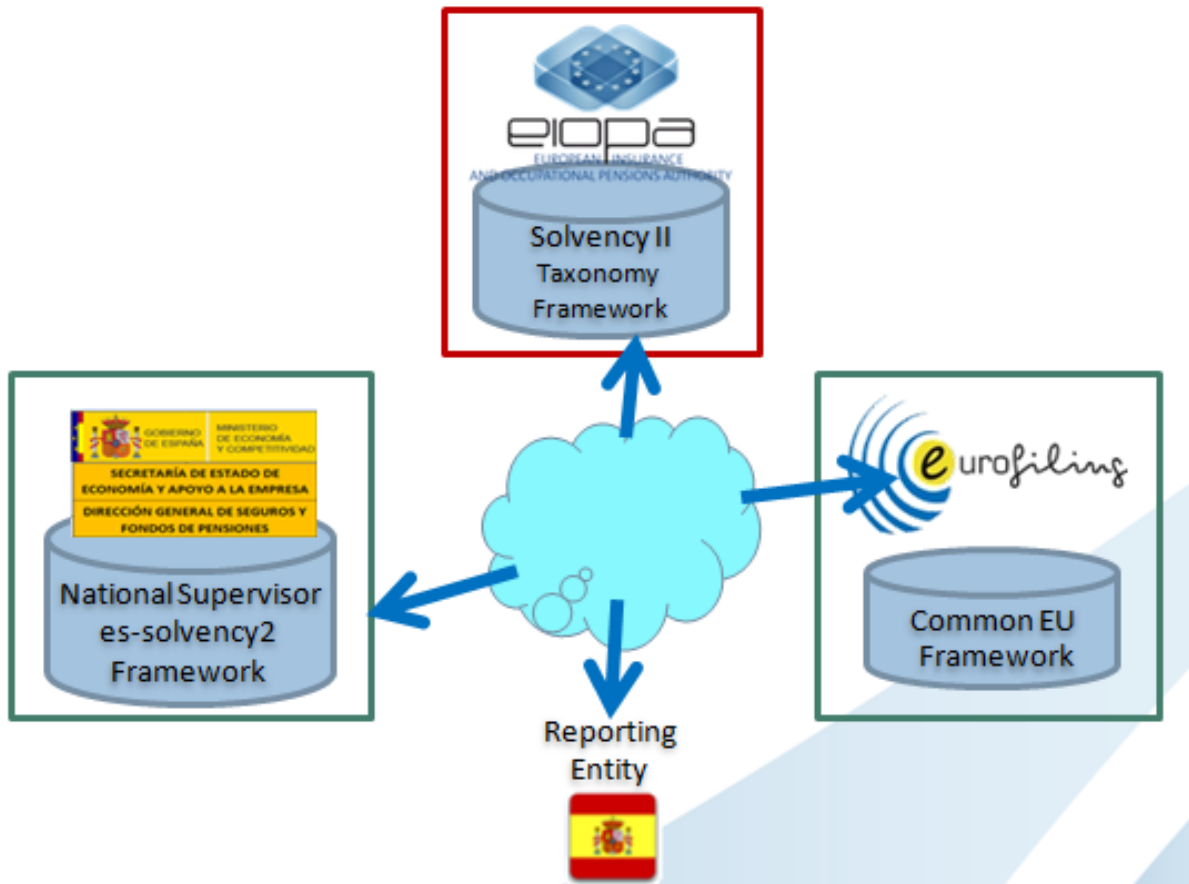 eiopa
EUROPEAN INSURANCE
AND OCCUPATIONAL PENSIONS AUTHORITY
Solvency II
Taxonomy
Framework
GOBIERNO
DE ESPAÑA
MINISTERIO
DE ECONOMÍA
Y COMPETITIVIDAD
SECRETARÍA DE ESTADO DE
ECONOMÍA Y APOYO A LA EMPRESA
DIRECCIÓN GENERAL DE SEGUROS Y
FONDOS DE PENSIONES
National Supervisor
es-solvency2
Framework
eurofiling
Common EU
Framework
Reporting
Entity